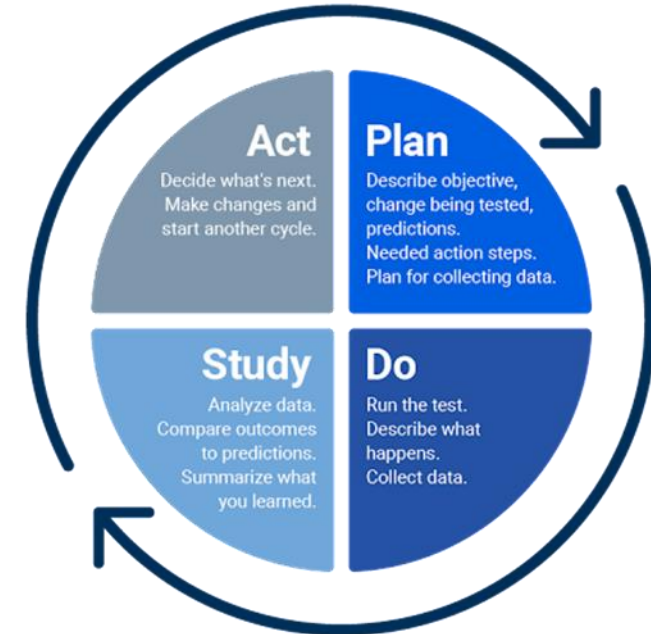 Act
Decide what's next.
Make changes and
start another cycle.
Plan
Describe objective,
change being tested,
predictions.
Needed action steps.
Plan for collecting data.
Study
Analyze data.
Compare outcomes
to predictions.
Summarize what
you learned.
Do
Run the test.
Describe what
happens.
Collect data.